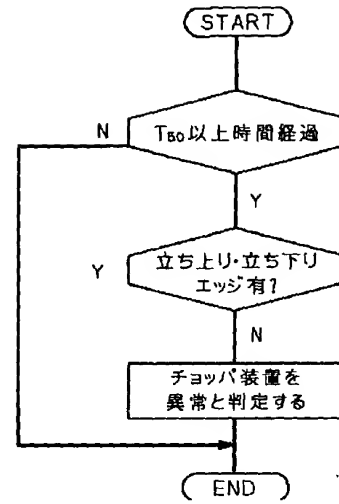 START
N
T50以上時間経過
Y
Y
立ち上り・立ち下り
エッジ有?
N
チョッパ装置を
異常と判定する
END